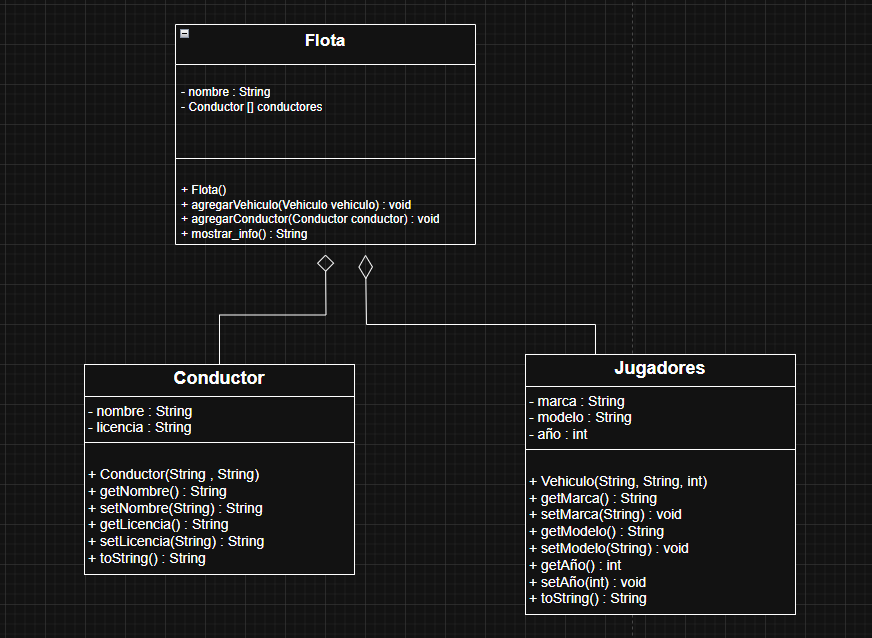 Flota
- nombre : String
- Conductor [] conductores
+ Flota()
+ agregarVehiculo(Vehiculo vehiculo) : void
+ agregarConductor(Conductor conductor) : void
+ mostrar_info() : String
Conductor
- nombre : String
- licencia : String
+ Conductor(String , String)
+ getNombre() : String
+ setNombre(String) : String
+ getLicencia() : String
+ setLicencia(String) : String
+ toString() : String
Jugadores
- marca : String
- modelo : String
- año : int
+ Vehiculo(String, String, int)
+ getMarca() : String
+ setMarca(String) : void
+ getModelo() : String
+ setModelo(String) : void
+ getAño() : int
+ setAño(int) : void
+ toString() : String